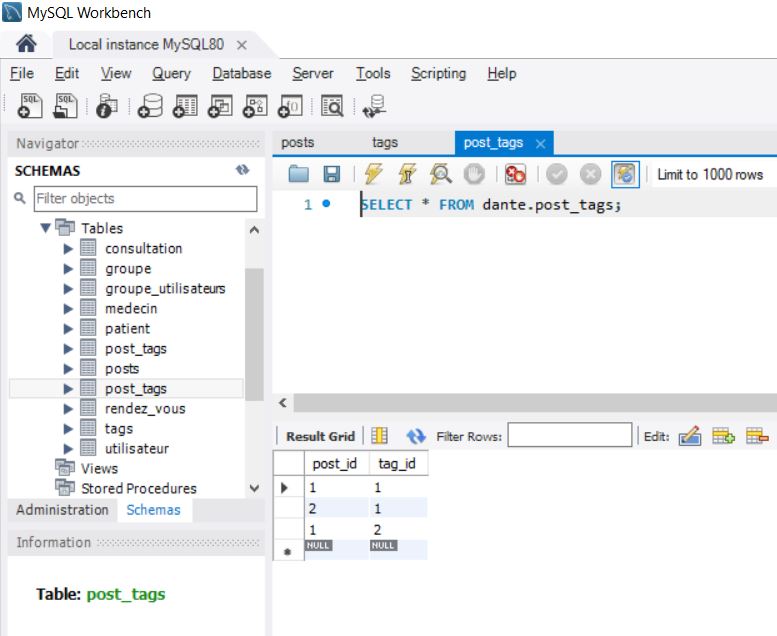 MySQL Workbench
Local instance MySQL80
File Edit View Query Database Server Tools Scripting Help
SQL SQL
Navigator
SCHEMAS
Filter objects
Tables
consultation
groupe
groupe_utilisateurs
medecin
patient
post_tags
posts
post_tags
rendez_vous
tags
utilisateur
Views
Stored Procedures
Administration Schemas
Information
Table: post_tags
posts tags post_tags
Limit to 1000 rows
1 SELECT * FROM dante.post_tags;
Result Grid Filter Rows: Edit:
post_id tag_id
1 1
2 1
1 2
NULL NULL